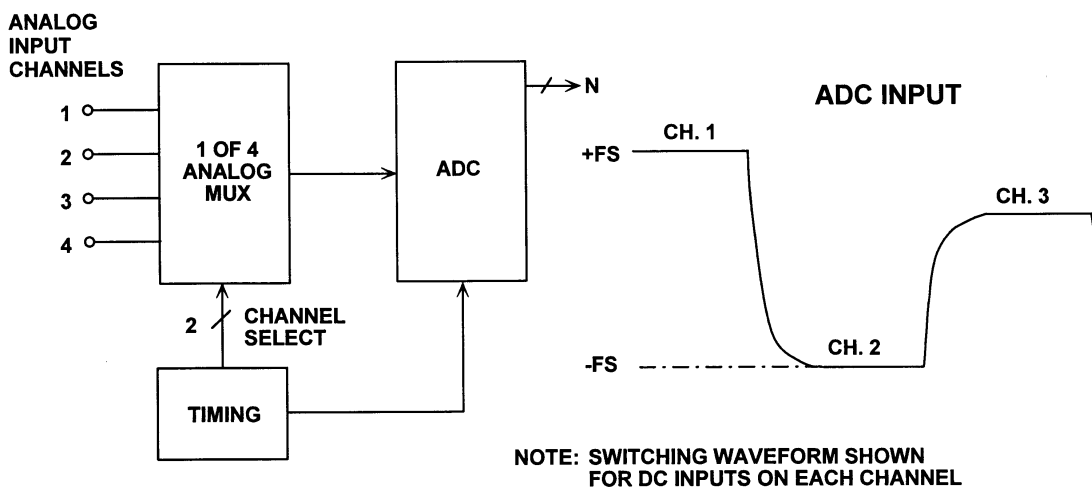 ANALOG
INPUT
CHANNELS
1
2
3
4
1 OF 4
ANALOG
MUX
ADC
N
2
CHANNEL
SELECT
TIMING
ADC INPUT
CH. 1
+FS
CH. 3
CH. 2
-FS
NOTE: SWITCHING WAVEFORM SHOWN
FOR DC INPUTS ON EACH CHANNEL